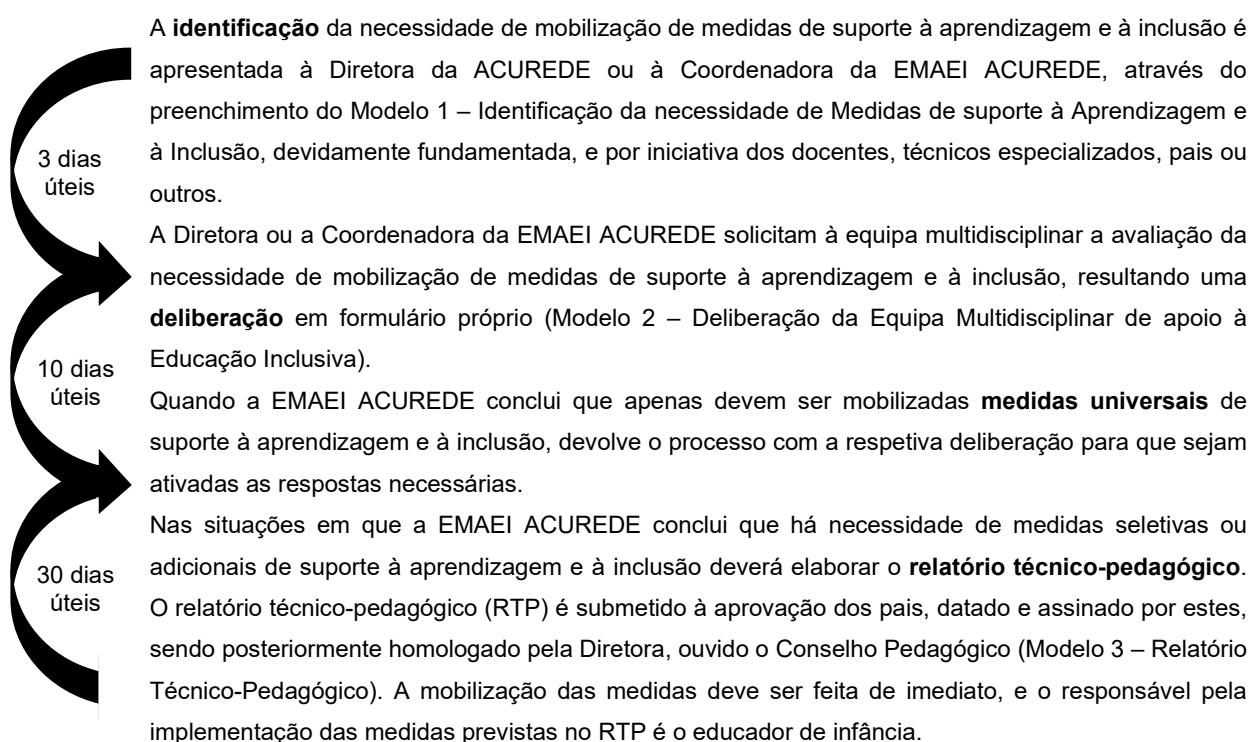 A identificação da necessidade de mobilização de medidas de suporte à aprendizagem e à inclusão é
apresentada à Diretora da ACUREDE ou à Coordenadora da EMAEI ACUREDE, através do
preenchimento do Modelo 1 – Identificação da necessidade de Medidas de suporte à Aprendizagem e
à Inclusão, devidamente fundamentada, e por iniciativa dos docentes, técnicos especializados, pais ou
outros.
3 dias
úteis
A Diretora ou a Coordenadora da EMAEI ACUREDE solicitam à equipa multidisciplinar a avaliação da
necessidade de mobilização de medidas de suporte à aprendizagem e à inclusão, resultando uma
deliberação em formulário próprio (Modelo 2 – Deliberação da Equipa Multidisciplinar de apoio à
Educação Inclusiva).
10 dias
úteis
Quando a EMAEI ACUREDE conclui que apenas devem ser mobilizadas medidas universais de
suporte à aprendizagem e à inclusão, devolve o processo com a respetiva deliberação para que sejam
ativadas as respostas necessárias.
Nas situações em que a EMAEI ACUREDE conclui que há necessidade de medidas seletivas ou
adicionais de suporte à aprendizagem e à inclusão deverá elaborar o relatório técnico-pedagógico.
30 dias
úteis
O relatório técnico-pedagógico (RTP) é submetido à aprovação dos pais, datado e assinado por estes,
sendo posteriormente homologado pela Diretora, ouvido o Conselho Pedagógico (Modelo 3 – Relatório
Técnico-Pedagógico). A mobilização das medidas deve ser feita de imediato, e o responsável pela
implementação das medidas previstas no RTP é o educador de infância.